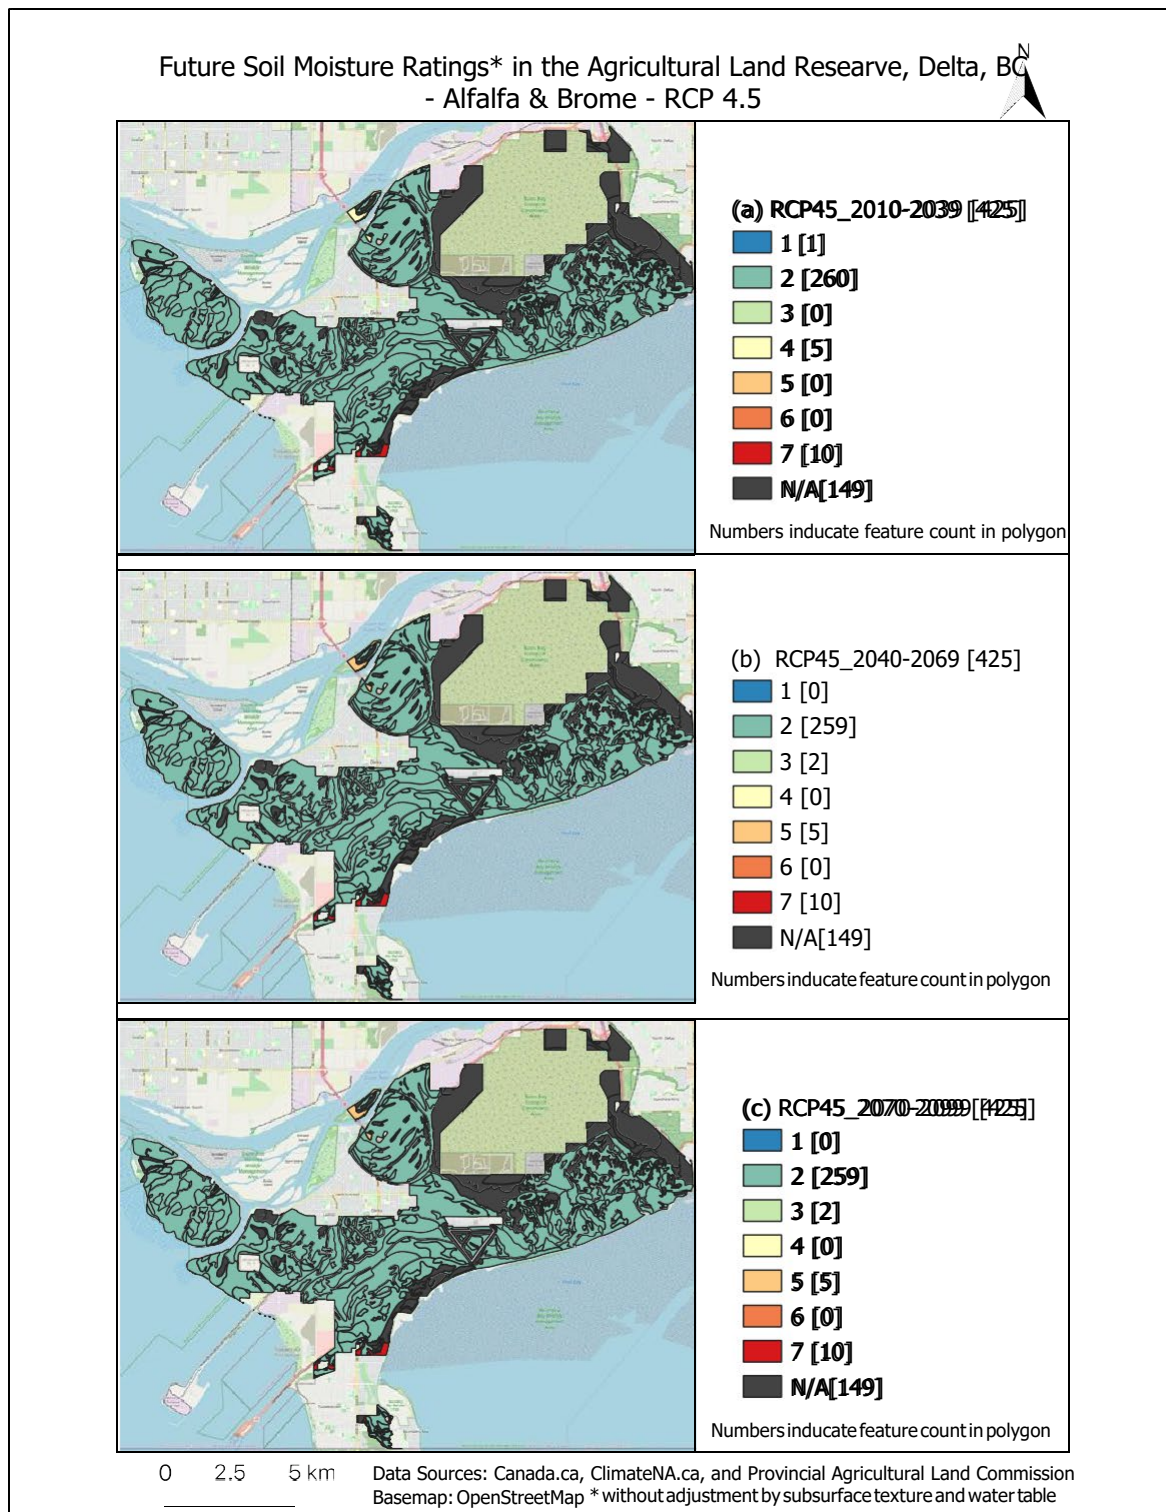 Future Soil Moisture Ratings* in the Agricultural Land Researve, Delta, BC
- Alfalfa & Brome - RCP 4.5
N
(a) RCP45_2010-2039 [425]
1 [1]
2 [260]
3 [0]
4 [5]
5 [0]
6 [0]
7 [10]
N/A[149]
Numbers inducate feature count in polygon
(b) RCP45_2040-2069 [425]
1 [0]
2 [259]
3 [2]
4 [0]
5 [5]
6 [0]
7 [10]
N/A[149]
Numbers inducate feature count in polygon
(c) RCP45_2070-2099 [425]
1 [0]
2 [259]
3 [2]
4 [0]
5 [5]
6 [0]
7 [10]
N/A[149]
Numbers inducate feature count in polygon
0 2.5 5 km
Data Sources: Canada.ca, ClimateNA.ca, and Provincial Agricultural Land Commission
Basemap: OpenStreetMap * without adjustment by subsurface texture and water table